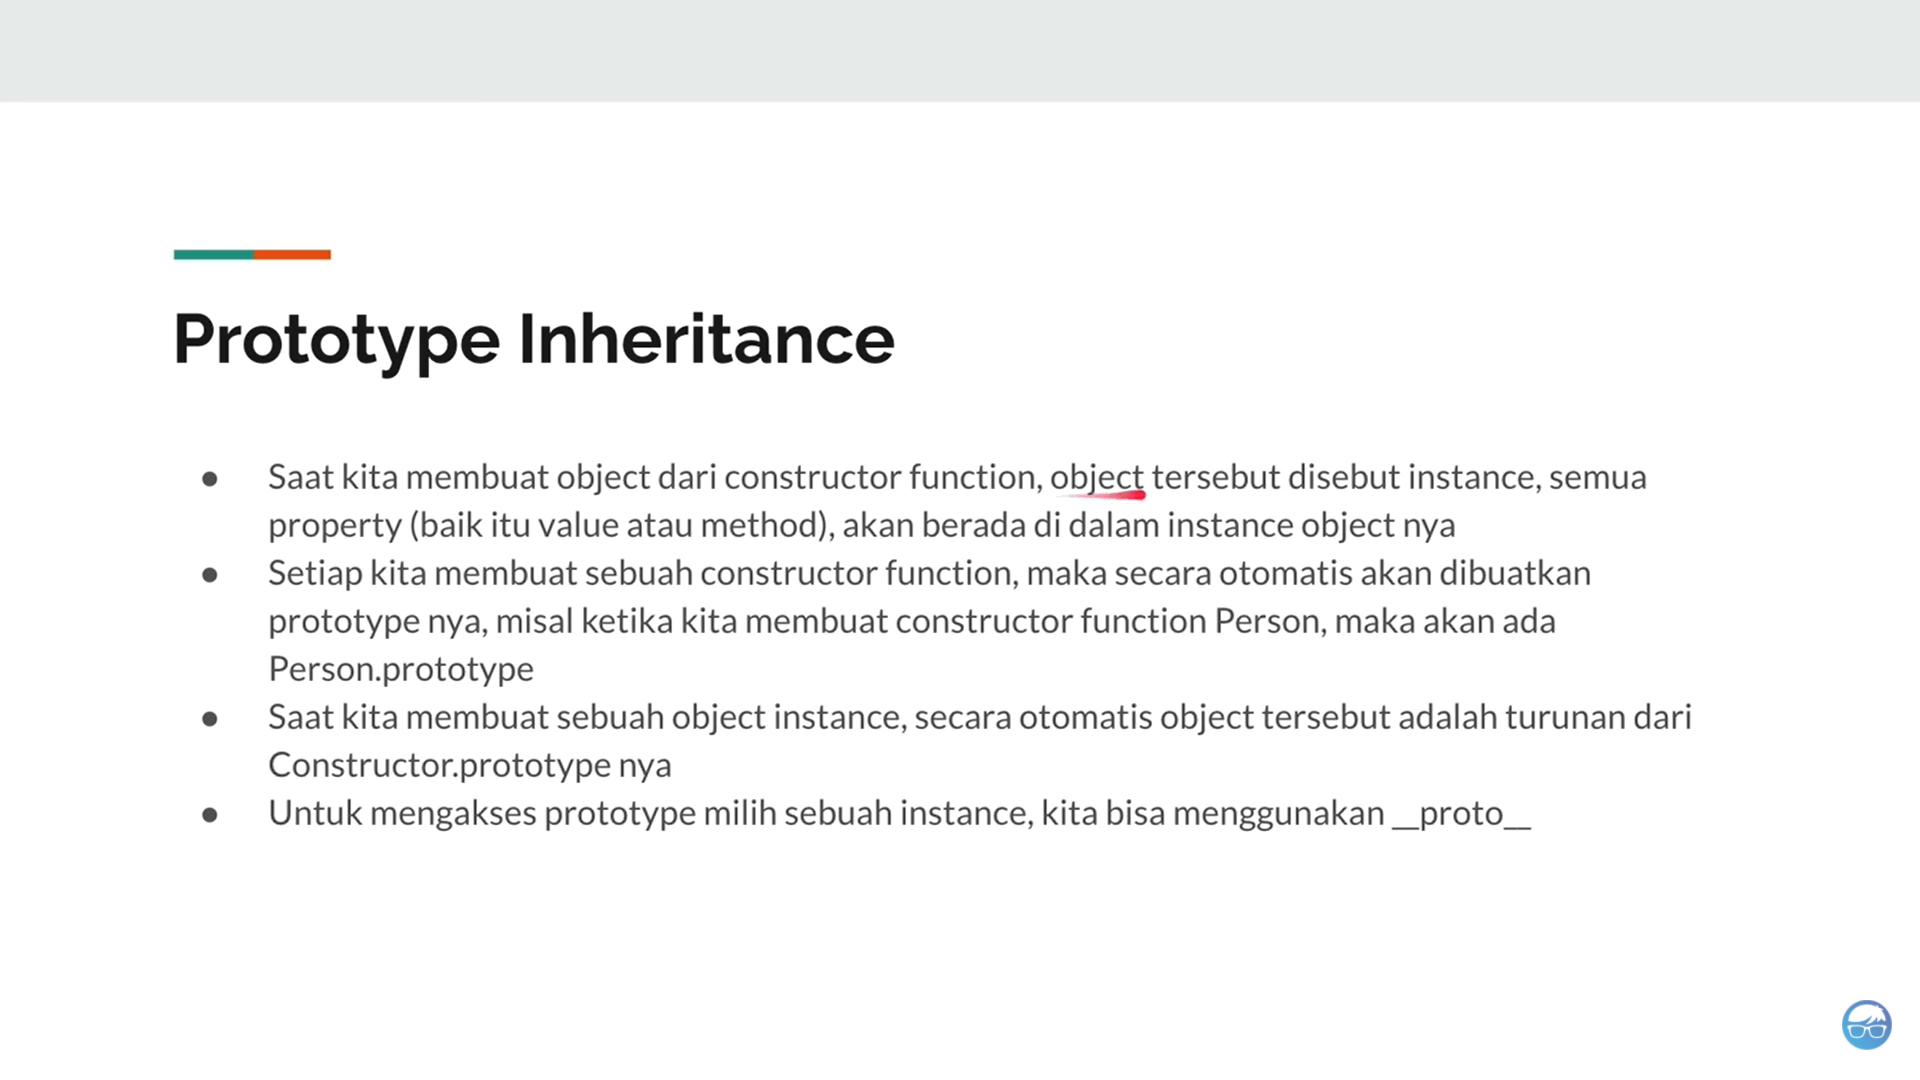 Prototype Inheritance
● Saat kita membuat object dari constructor function, object tersebut disebut instance, semua
property (baik itu value atau method), akan berada di dalam instance object nya
● Setiap kita membuat sebuah constructor function, maka secara otomatis akan dibuatkan
prototype nya, misal ketika kita membuat constructor function Person, maka akan ada
Person.prototype
● Saat kita membuat sebuah object instance, secara otomatis object tersebut adalah turunan dari
Constructor.prototype nya
● Untuk mengakses prototype milih sebuah instance, kita bisa menggunakan __proto__